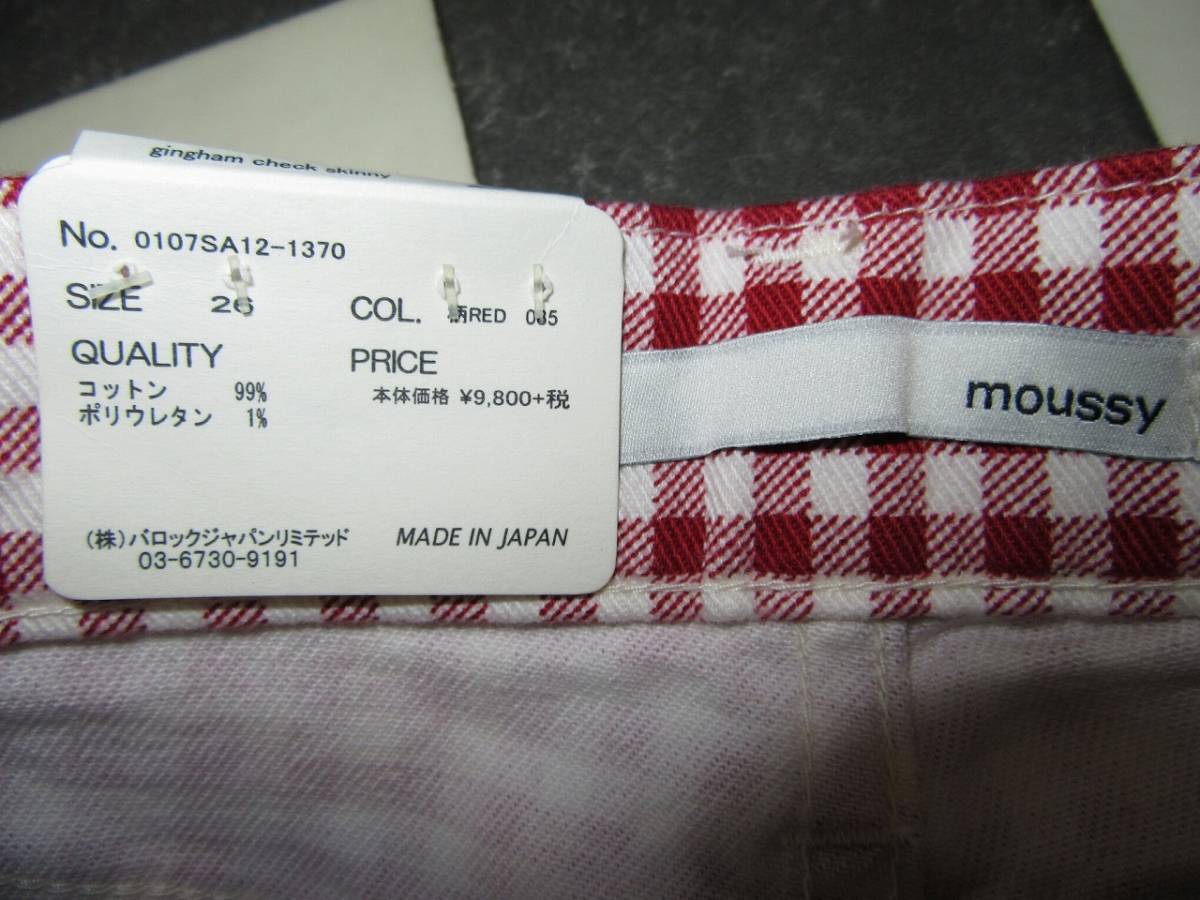 gingham check skinny
No. 0107SA12-1370
SIZE 26 COL. 柄RED 085
QUALITY PRICE
コットン 99% 本体価格 ¥9,800+税
ポリウレタン 1%
(株)バロックジャパンリミテッド MADE IN JAPAN
03-6730-9191
moussy